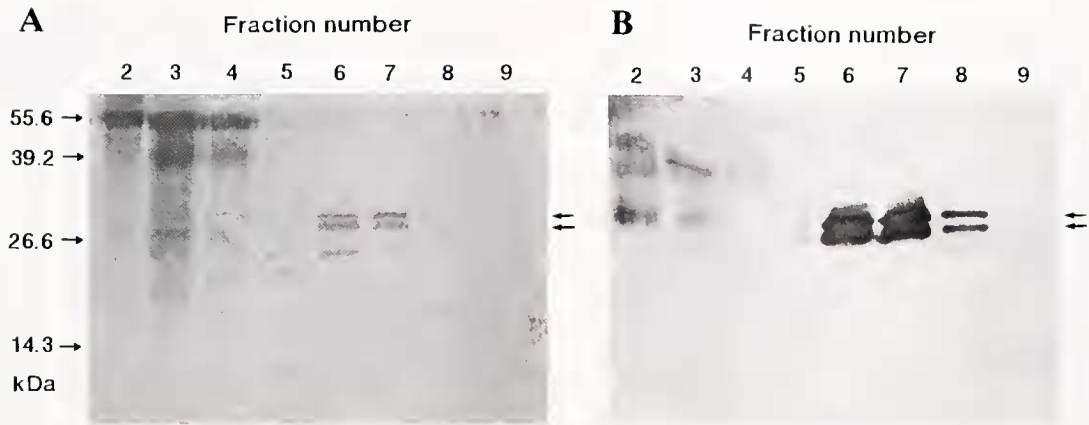 A
Fraction number
2 3 4 5 6 7 8 9
55.6 →
39.2 →
26.6 →
14.3 →
kDa
B
Fraction number
2 3 4 5 6 7 8 9